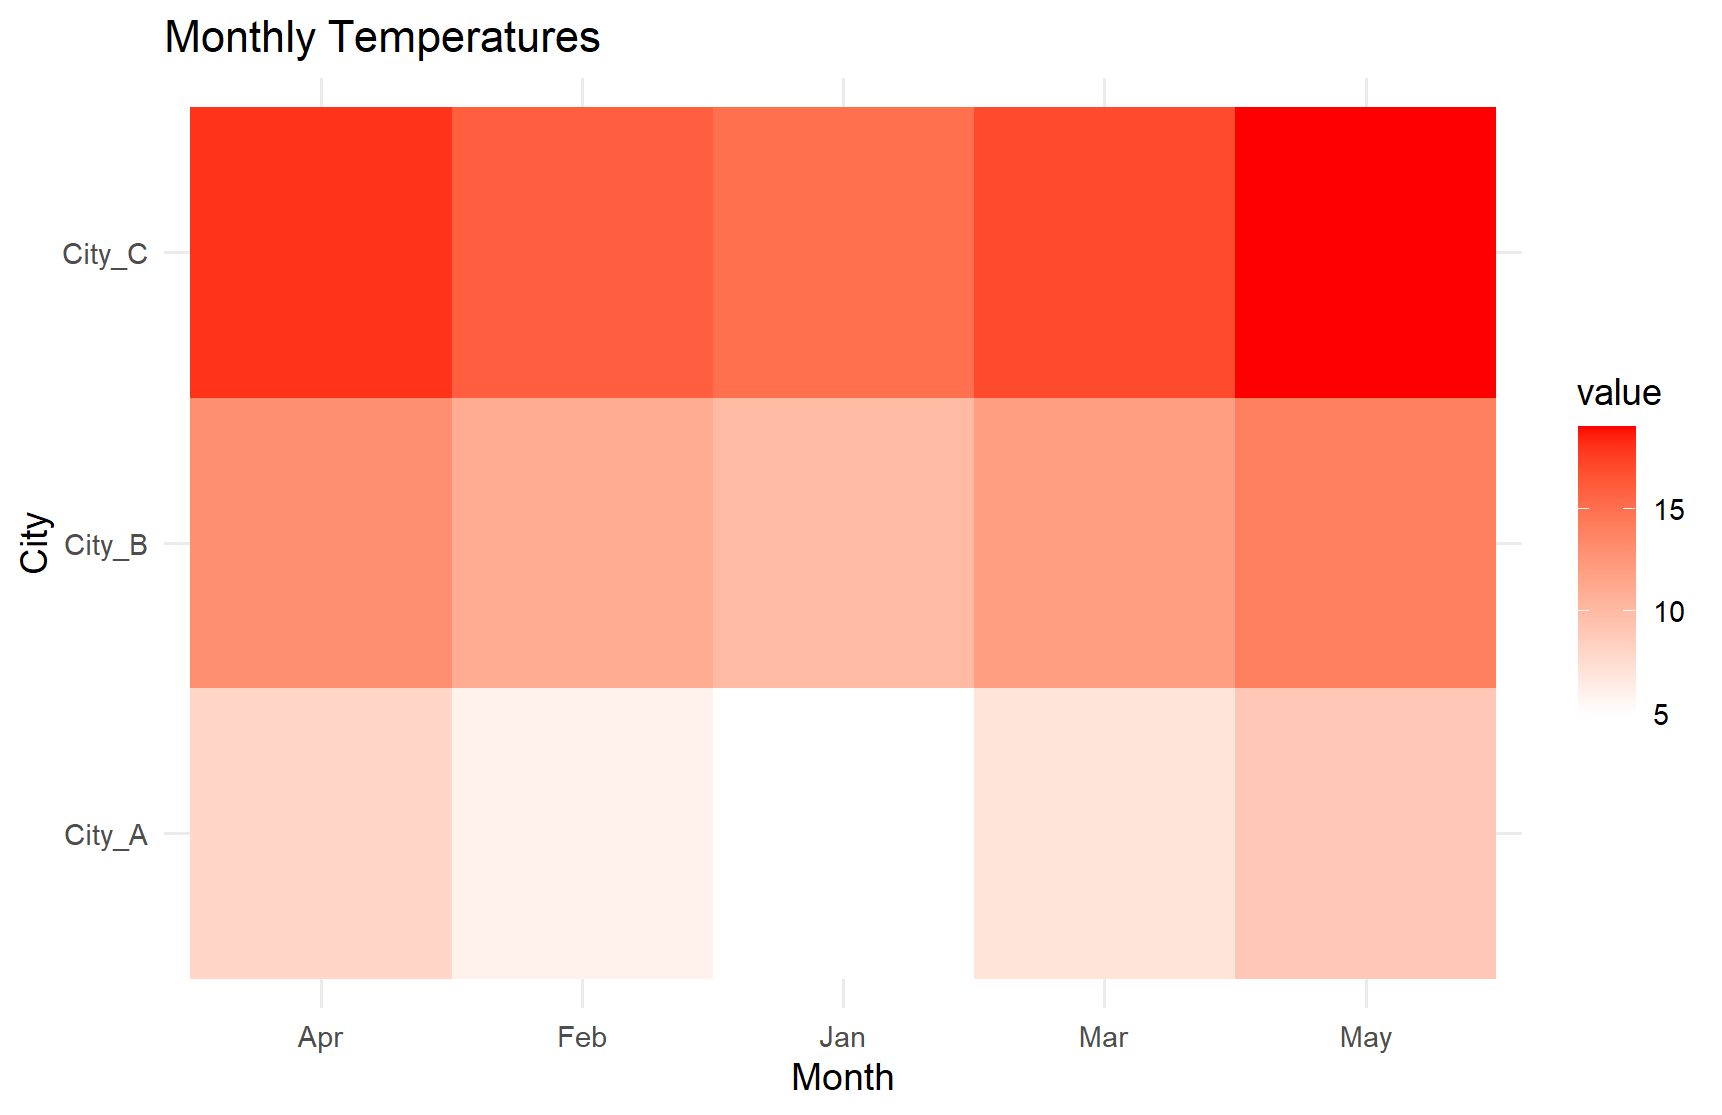 Monthly Temperatures
City
City_C
City_B
City_A
Apr Feb Jan Mar May
Month
value
15
10
5